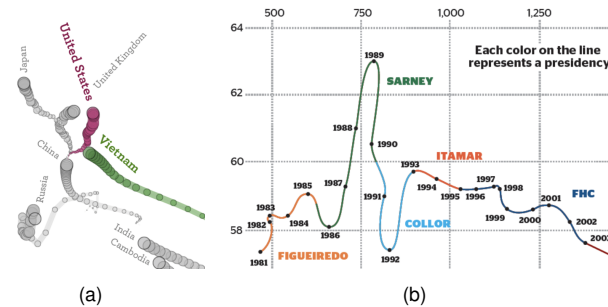 Japan
United States
United Kingdom
China
Vietnam
Russia
India
Cambodia
(a)
500
750
1,000
1,250
64
62
60
58
Each color on the line
represents a presidency
1989
SARNEY
1988
1990
ITAMAR
1993
1987
1985
1991
1994
1995
1996
1997
1998
FHC
1983
1982
1984
1986
COLLOR
1999
2000
2001
2002
1981
FIGUEIREDO
1992
(b)